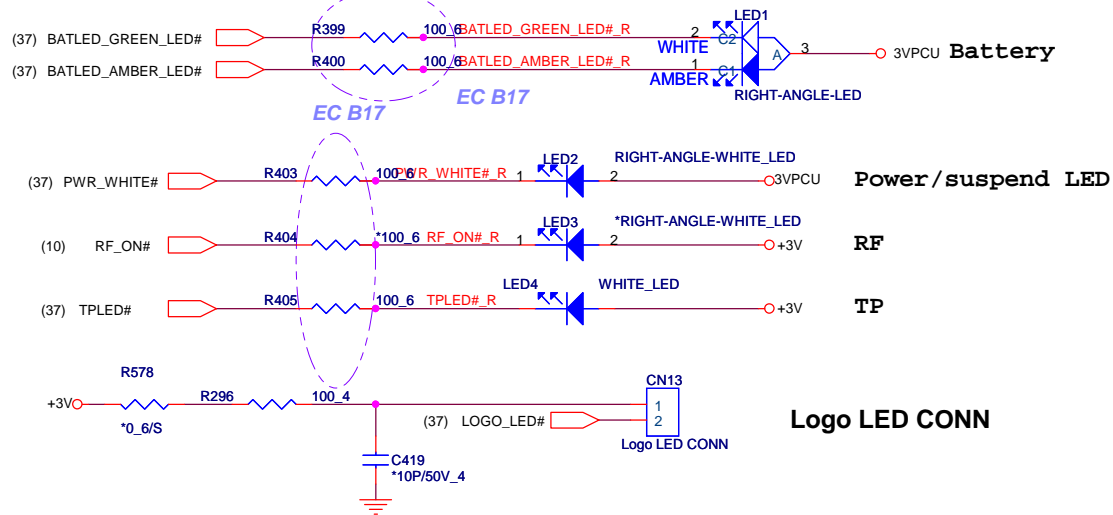 LED1
R399 100_6 BATLED_GREEN_LED#_R 2
(37) BATLED_GREEN_LED# WHITE C2 3
A 3VPCU Battery
R400 100_6 BATLED_AMBER_LED#_R 1
(37) BATLED_AMBER_LED# AMBER C1
RIGHT-ANGLE-LED
EC B17 EC B17
LED2 RIGHT-ANGLE-WHITE_LED
(37) PWR_WHITE# R403 100_6 PWR_WHITE#_R 1 2 3VPCU Power/suspend LED
LED3 *RIGHT-ANGLE-WHITE_LED
(10) RF_ON# R404 *100_6 RF_ON#_R 1 2 +3V RF
LED4 WHITE_LED
(37) TPLED# R405 100_6 TPLED#_R +3V TP
R578 CN13
+3V R296 100_4 1
*0_6/S (37) LOGO_LED# 2 Logo LED CONN
Logo LED CONN
C419
*10P/50V_4